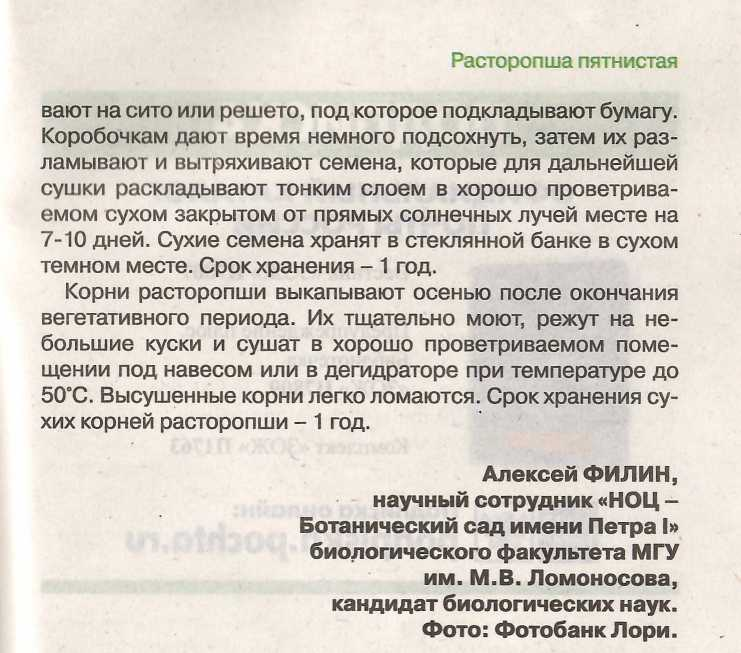 Расторопша пятнистая
вают на сито или решето, под которое подкладывают бумагу.
Коробочкам дают время немного подсохнуть, затем их раз-
ламывают и вытряхивают семена, которые для дальнейшей
сушки раскладывают тонким слоем в хорошо проветрива-
емом сухом закрытом от прямых солнечных лучей месте на
7-10 дней. Сухие семена хранят в стеклянной банке в сухом
темном месте. Срок хранения – 1 год.
Корни расторопши выкапывают осенью после окончания
вегетативного периода. Их тщательно моют, режут на не-
большие куски и сушат в хорошо проветриваемом поме-
щении под навесом или в дегидраторе при температуре до
50°С. Высушенные корни легко ломаются. Срок хранения су-
хих корней расторопши – 1 год.
Алексей ФИЛИН,
научный сотрудник «НОЦ –
Ботанический сад имени Петра I»
биологического факультета МГУ
им. М.В. Ломоносова,
кандидат биологических наук.
Фото: Фотобанк Лори.